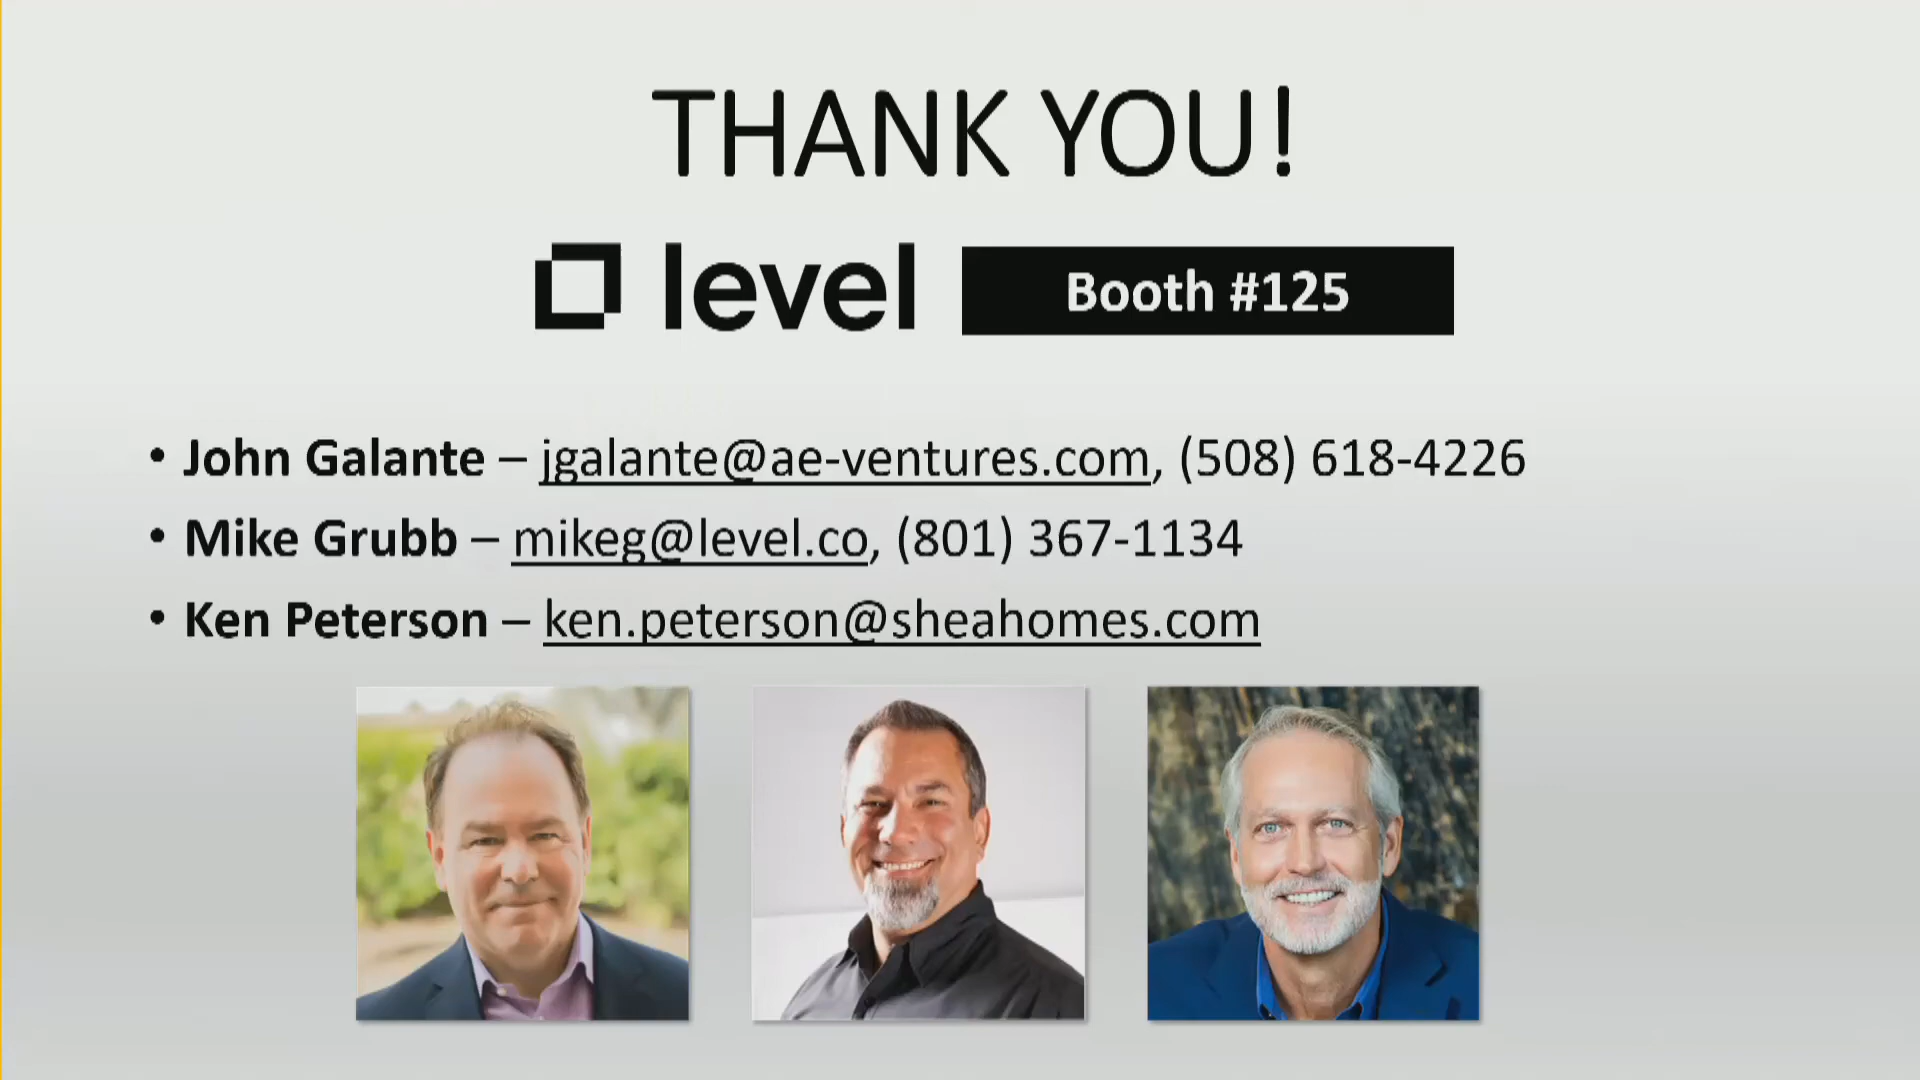 THANK YOU!
level Booth #125
• John Galante – jgalante@ae-ventures.com, (508) 618-4226
• Mike Grubb – mikeg@level.co, (801) 367-1134
• Ken Peterson – ken.peterson@sheahomes.com